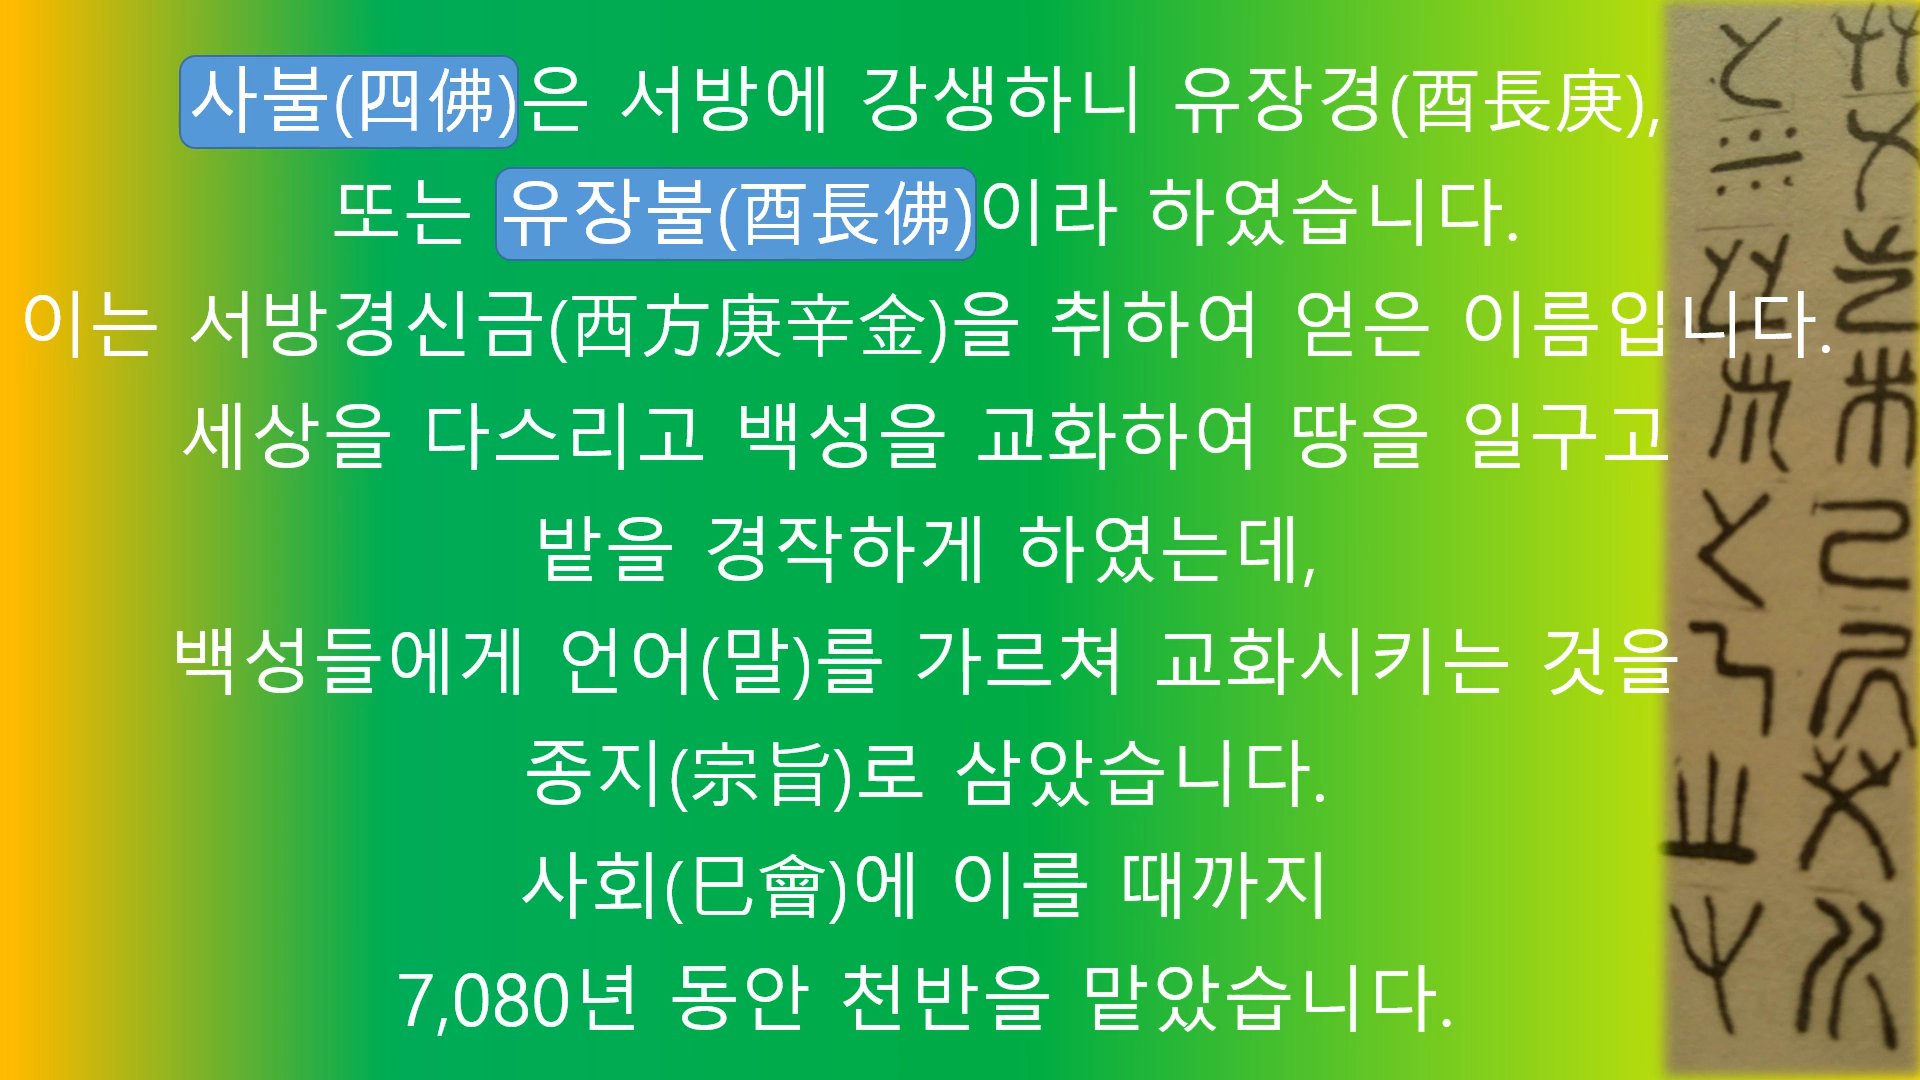 사불(四佛)은 서방에 강생하니 유장경(酉長庚),
또는 유장불(酉長佛)이라 하였습니다.
이는 서방경신금(西方庚辛金)을 취하여 얻은 이름입니다.
세상을 다스리고 백성을 교화하여 땅을 일구고
밭을 경작하게 하였는데,
백성들에게 언어(말)를 가르쳐 교화시키는 것을
종지(宗旨)로 삼았습니다.
사회(巳會)에 이를 때까지
7,080년 동안 천반을 맡았습니다.